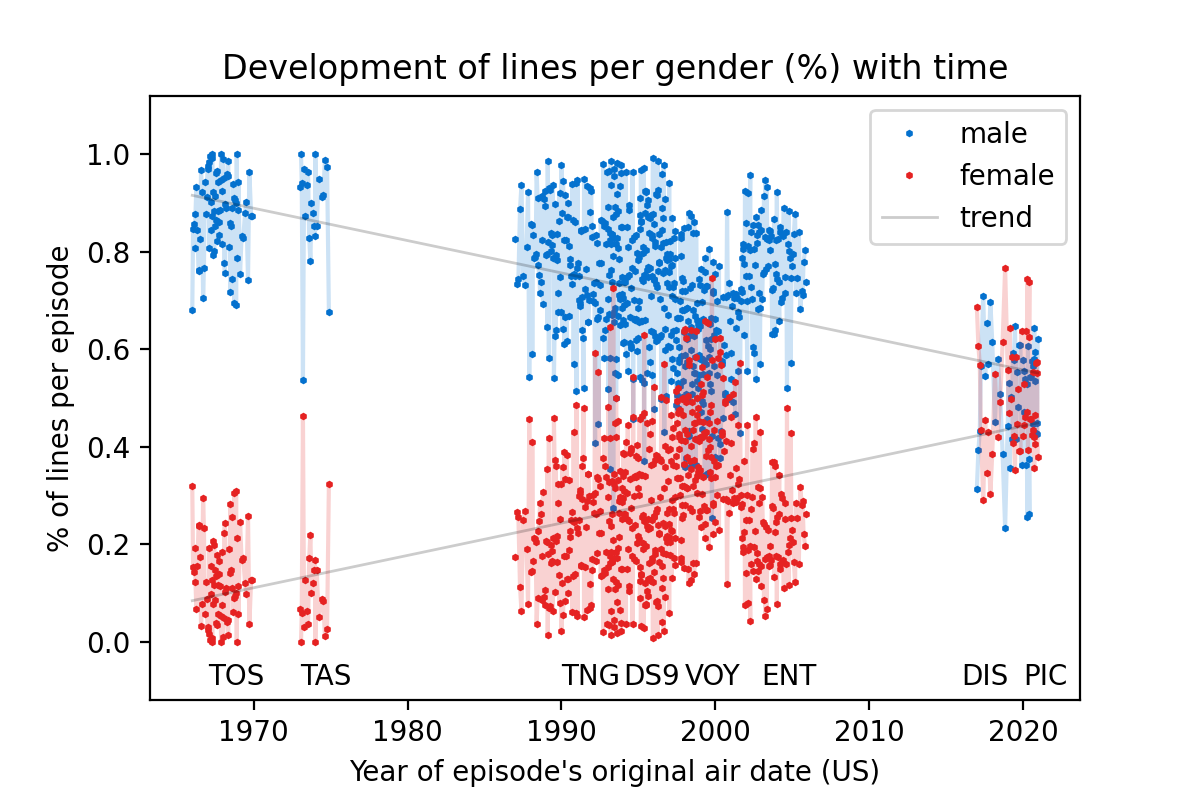 Development of lines per gender (%) with time
male
female
trend
% of lines per episode
1.0
0.8
0.6
0.4
0.2
0.0
TOS TAS TNG DS9 VOY ENT DIS PIC
1970 1980 1990 2000 2010 2020
Year of episode's original air date (US)